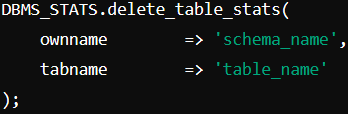 DBMS_STATS.delete_table_stats(
    ownname         => 'schema_name',
    tabname         => 'table_name'
);